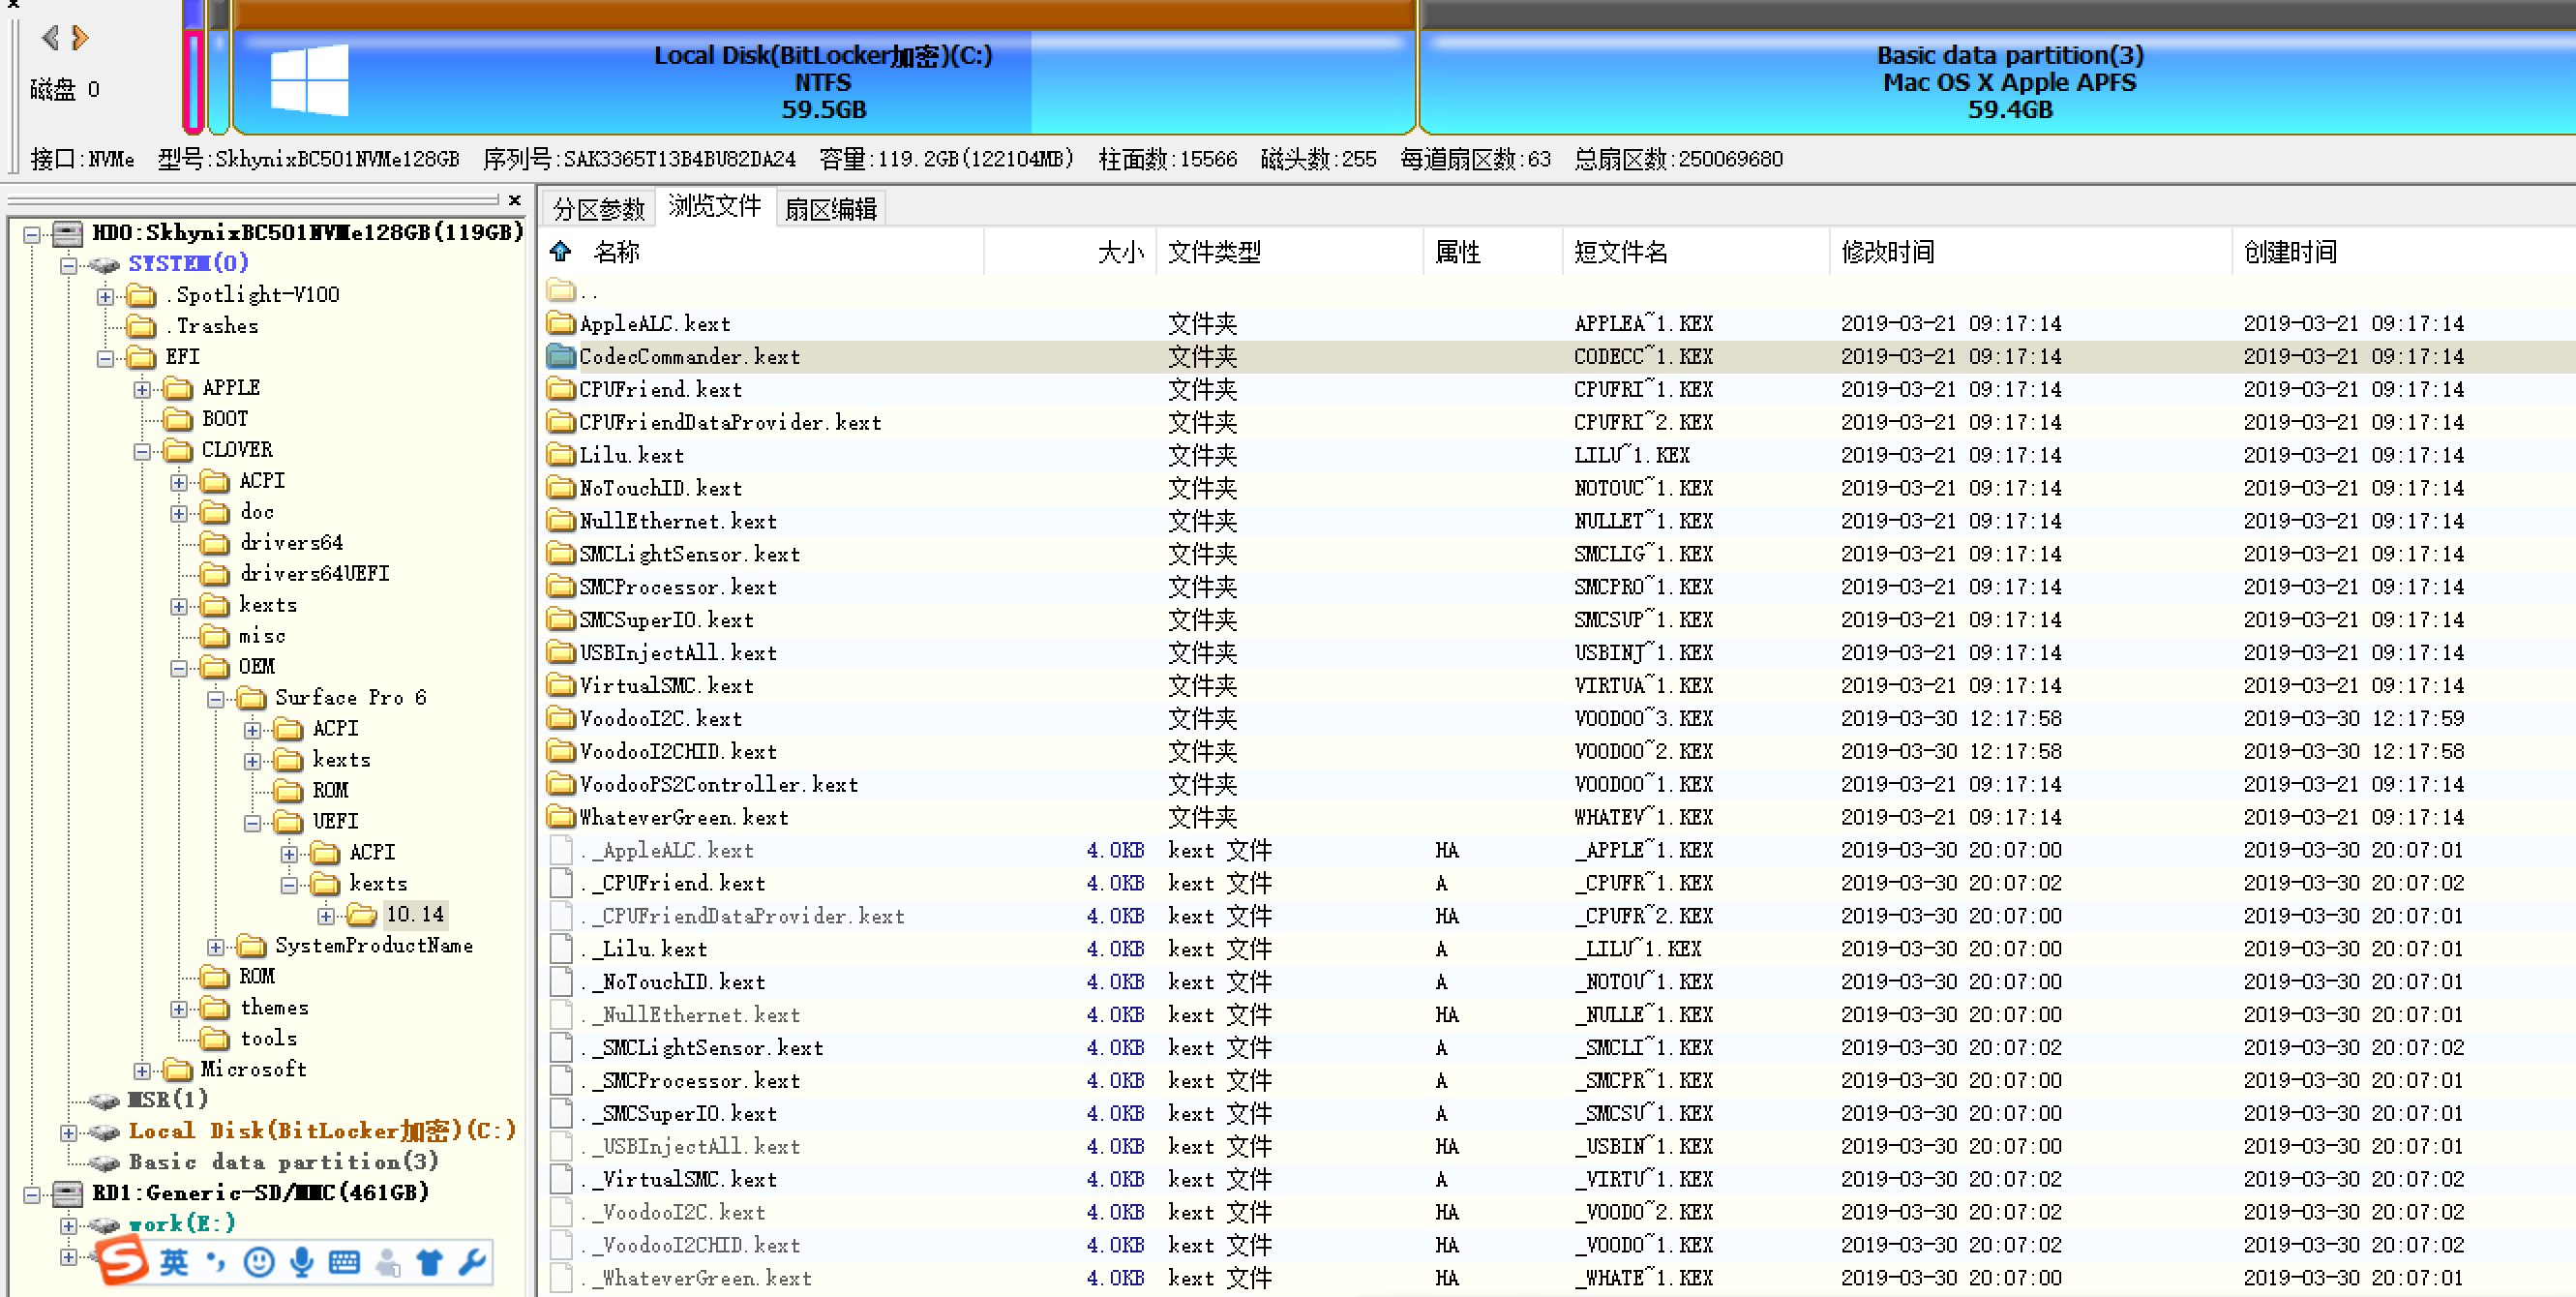 Local Disk(BitLocker加密)(C:)
NTFS
59.5GB
Basic data partition(3)
Mac OS X Apple APFS
59.4GB
磁盘 0
接口:NVMe 型号:SkhynixBC501NVMe128GB 序列号:SAK3365T13B4BU82DA24 容量:119.2GB(122104MB) 柱面数:15566 磁头数:255 每道扇区数:63 总扇区数:250069680
HD0:SkhynixBC501NVMe128GB(119GB)
SYSTEM(0)
.Spotlight-V100
.Trashes
EFI
APPLE
BOOT
CLOVER
ACPI
doc
drivers64
drivers64UEFI
kexts
misc
OEM
Surface Pro 6
ACPI
kexts
ROM
UEFI
ACPI
kexts
10.14
SystemProductName
ROM
themes
tools
Microsoft
MSR(1)
Local Disk(BitLocker加密)(C:)
Basic data partition(3)
RD1:Generic-SD/MMC(461GB)
work(E:)
英
分区参数 浏览文件 扇区编辑
名称 大小 文件类型 属性 短文件名 修改时间 创建时间
..
AppleALC.kext 文件夹 APPLEA~1.KEX 2019-03-21 09:17:14 2019-03-21 09:17:14
CodecCommander.kext 文件夹 CODECC~1.KEX 2019-03-21 09:17:14 2019-03-21 09:17:14
CPUFriend.kext 文件夹 CPUFRI~1.KEX 2019-03-21 09:17:14 2019-03-21 09:17:14
CPUFriendDataProvider.kext 文件夹 CPUFRI~2.KEX 2019-03-21 09:17:14 2019-03-21 09:17:14
Lilu.kext 文件夹 LILU~1.KEX 2019-03-21 09:17:14 2019-03-21 09:17:14
NoTouchID.kext 文件夹 NOTOUC~1.KEX 2019-03-21 09:17:14 2019-03-21 09:17:14
NullEthernet.kext 文件夹 NULLET~1.KEX 2019-03-21 09:17:14 2019-03-21 09:17:14
SMCLightSensor.kext 文件夹 SMCLIG~1.KEX 2019-03-21 09:17:14 2019-03-21 09:17:14
SMCProcessor.kext 文件夹 SMCPRO~1.KEX 2019-03-21 09:17:14 2019-03-21 09:17:14
SMCSuperIO.kext 文件夹 SMCSUP~1.KEX 2019-03-21 09:17:14 2019-03-21 09:17:14
USBInjectAll.kext 文件夹 USBINJ~1.KEX 2019-03-21 09:17:14 2019-03-21 09:17:14
VirtualSMC.kext 文件夹 VIRTUA~1.KEX 2019-03-21 09:17:14 2019-03-21 09:17:14
VoodooI2C.kext 文件夹 VOODOO~3.KEX 2019-03-30 12:17:58 2019-03-30 12:17:59
VoodooI2CHID.kext 文件夹 VOODOO~2.KEX 2019-03-30 12:17:58 2019-03-30 12:17:58
VoodooPS2Controller.kext 文件夹 VOODOO~1.KEX 2019-03-21 09:17:14 2019-03-21 09:17:14
WhateverGreen.kext 文件夹 WHATEV~1.KEX 2019-03-21 09:17:14 2019-03-21 09:17:14
._AppleALC.kext 4.0KB kext 文件 HA _APPLE~1.KEX 2019-03-30 20:07:00 2019-03-30 20:07:01
._CPUFriend.kext 4.0KB kext 文件 A _CPUFR~1.KEX 2019-03-30 20:07:02 2019-03-30 20:07:02
._CPUFriendDataProvider.kext 4.0KB kext 文件 HA _CPUFR~2.KEX 2019-03-30 20:07:00 2019-03-30 20:07:01
._Lilu.kext 4.0KB kext 文件 A _LILU~1.KEX 2019-03-30 20:07:00 2019-03-30 20:07:01
._NoTouchID.kext 4.0KB kext 文件 A _NOTOU~1.KEX 2019-03-30 20:07:00 2019-03-30 20:07:01
._NullEthernet.kext 4.0KB kext 文件 HA _NULLE~1.KEX 2019-03-30 20:07:00 2019-03-30 20:07:01
._SMCLightSensor.kext 4.0KB kext 文件 A _SMCLI~1.KEX 2019-03-30 20:07:02 2019-03-30 20:07:02
._SMCProcessor.kext 4.0KB kext 文件 A _SMCPR~1.KEX 2019-03-30 20:07:00 2019-03-30 20:07:01
._SMCSuperIO.kext 4.0KB kext 文件 A _SMCSU~1.KEX 2019-03-30 20:07:00 2019-03-30 20:07:01
._USBInjectAll.kext 4.0KB kext 文件 HA _USBIN~1.KEX 2019-03-30 20:07:00 2019-03-30 20:07:01
._VirtualSMC.kext 4.0KB kext 文件 A _VIRTU~1.KEX 2019-03-30 20:07:02 2019-03-30 20:07:02
._VoodooI2C.kext 4.0KB kext 文件 HA _VOODO~2.KEX 2019-03-30 20:07:02 2019-03-30 20:07:02
._VoodooI2CHID.kext 4.0KB kext 文件 HA _VOODO~1.KEX 2019-03-30 20:07:02 2019-03-30 20:07:02
._WhateverGreen.kext 4.0KB kext 文件 HA _WHATE~1.KEX 2019-03-30 20:07:00 2019-03-30 20:07:01